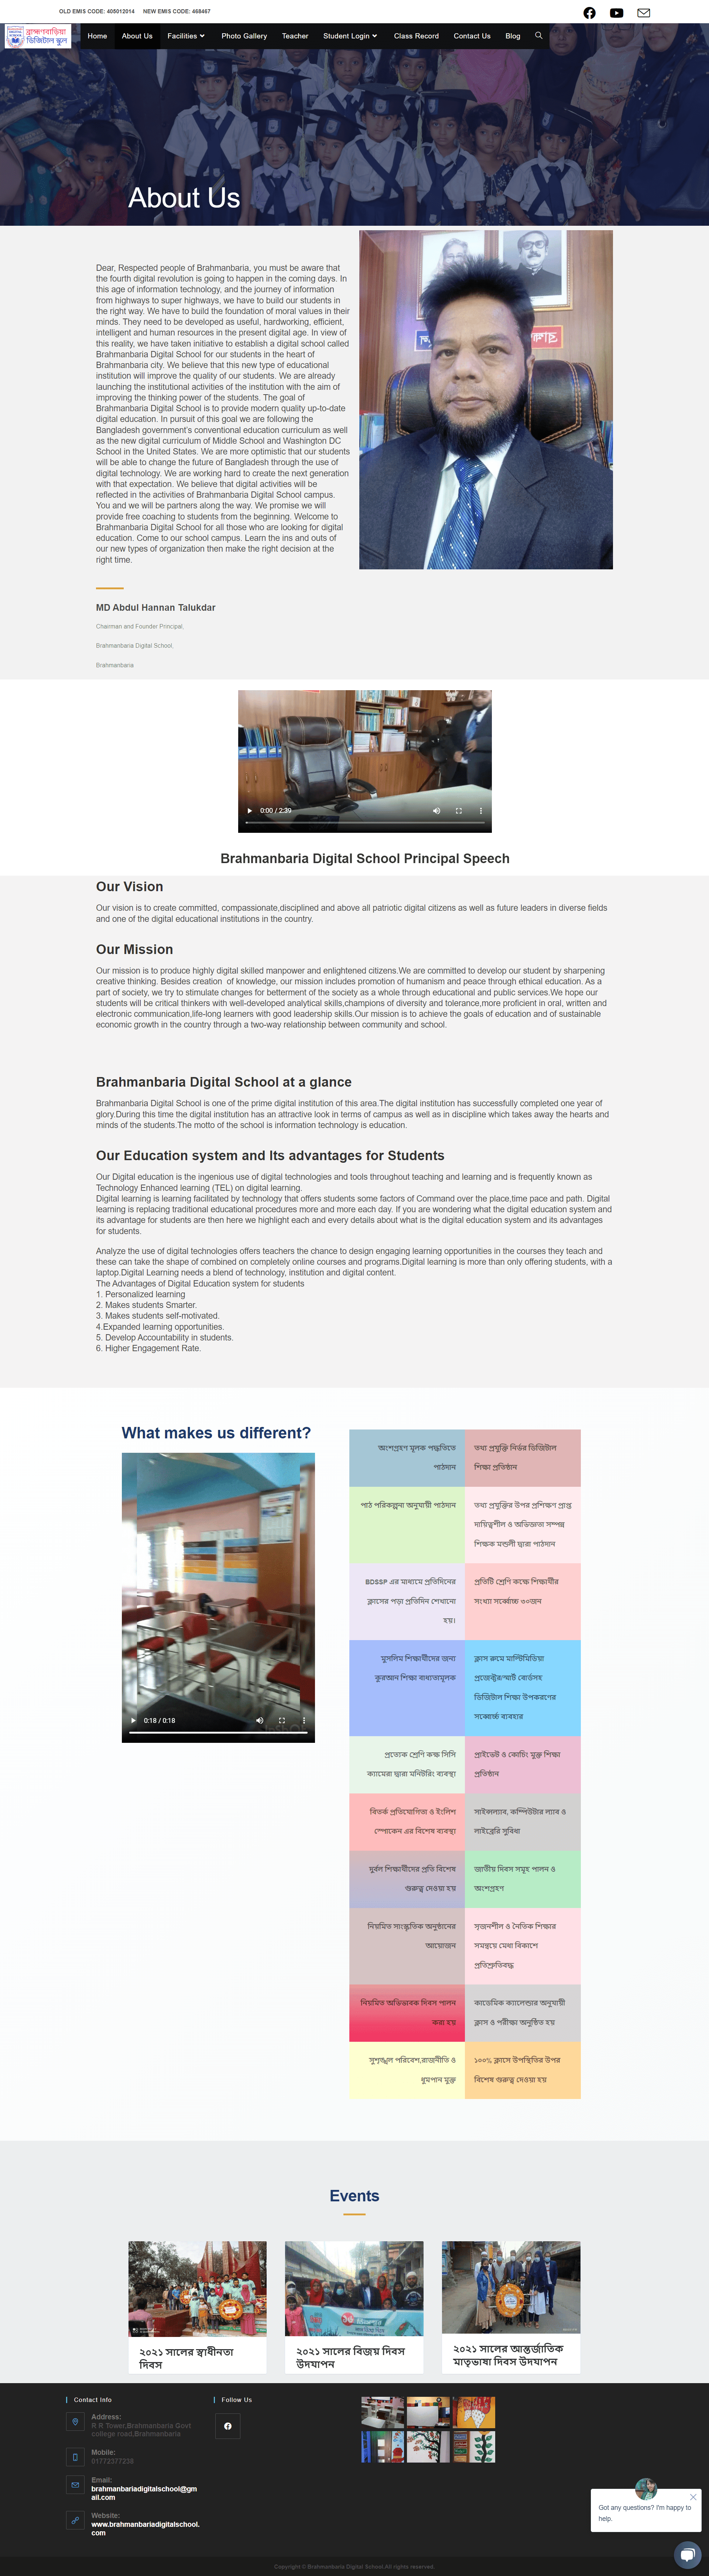 OLD EMIS CODE: 408012014 NEW EMIS CODE: 468467
ব্রাহ্মণবাড়িয়া
ডিজিটাল স্কুল
Home About Us Facilities Photo Gallery Teacher Student Login Class Record Contact Us Blog
About Us
Dear, Respected people of Brahmanbaria, you must be aware that
the fourth digital revolution is going to happen in the coming days. In
this age of information technology, and the journey of information
from highways to super highways, we have to build our students in
the right way. We have to build the foundation of moral values in their
minds. They need to be developed as useful, hardworking, efficient,
intelligent and human resources in the present digital age. In view of
this reality, we have taken initiative to establish a digital school called
Brahmanbaria Digital School for our students in the heart of
Brahmanbaria city. We believe that this new type of educational
institution will improve the quality of our students. We are already
launching the institutional activities of the institution with the aim of
improving the thinking power of the students. The goal of
Brahmanbaria Digital School is to provide modern quality up-to-date
digital education. In pursuit of this goal we are following the
Bangladesh government's conventional education curriculum as well
as the new digital curriculum of Middle School and Washington DC
School in the United States. We are more optimistic that our students
will be able to change the future of Bangladesh through the use of
digital technology. We are working hard to create the next generation
with that expectation. We believe that digital activities will be
reflected in the activities of Brahmanbaria Digital School campus.
You and we will be partners along the way. We promise we will
provide free coaching to students from the beginning. Welcome to
Brahmanbaria Digital School for all those who are looking for digital
education. Come to our school campus. Learn the ins and outs of
our new types of organization then make the right decision at the
right time.
MD Abdul Hannan Talukdar
Chairman and Founder Principal,
Brahmanbaria Digital School,
Brahmanbaria
0:00 / 2:39
Brahmanbaria Digital School Principal Speech
Our Vision
Our vision is to create committed, compassionate,disciplined and above all patriotic digital citizens as well as future leaders in diverse fields
and one of the digital educational institutions in the country.
Our Mission
Our mission is to produce highly digital skilled manpower and enlightened citizens.We are committed to develop our student by sharpening
creative thinking. Besides creation of knowledge, our mission includes promotion of humanism and peace through ethical education. As a
part of society, we try to stimulate changes for betterment of the society as a whole through educational and public services.We hope our
students will be critical thinkers with well-developed analytical skills,champions of diversity and tolerance,more proficient in oral, written and
electronic communication,life-long learners with good leadership skills.Our mission is to achieve the goals of education and of sustainable
economic growth in the country through a two-way relationship between community and school.
Brahmanbaria Digital School at a glance
Brahmanbaria Digital School is one of the prime digital institution of this area.The digital institution has successfully completed one year of
glory.During this time the digital institution has an attractive look in terms of campus as well as in discipline which takes away the hearts and
minds of the students.The motto of the school is information technology is education.
Our Education system and Its advantages for Students
Our Digital education is the ingenious use of digital technologies and tools throughout teaching and learning and is frequently known as
Technology Enhanced learning (TEL) on digital learning.
Digital learning is learning facilitated by technology that offers students some factors of Command over the place,time pace and path. Digital
learning is replacing traditional educational procedures more and more each day. If you are wondering what the digital education system and
its advantage for students are then here we highlight each and every details about what is the digital education system and its advantages
for students.
Analyze the use of digital technologies offers teachers the chance to design engaging learning opportunities in the courses they teach and
these can take the shape of combined on completely online courses and programs.Digital learning is more than only offering students, with a
laptop.Digital Learning needs a blend of technology, institution and digital content.
The Advantages of Digital Education system for students
1. Personalized learning
2. Makes students Smarter.
3. Makes students self-motivated.
4.Expanded learning opportunities.
5. Develop Accountability in students.
6. Higher Engagement Rate.
What makes us different?
0:18 / 0:18
অংশগ্রহণ মূলক পদ্ধতিতে
পাঠদান
তথ্য প্রযুক্তি নির্ভর ডিজিটাল
শিক্ষা প্রতিষ্ঠান
পাঠ পরিকল্পনা অনুযায়ী পাঠদান
তথ্য প্রযুক্তির উপর প্রশিক্ষণ প্রাপ্ত
দায়িত্বশীল ও অভিজ্ঞতা সম্পন্ন
শিক্ষক মন্ডলী দ্বারা পাঠদান
BDSSP এর মাধ্যমে প্রতিদিনের
ক্লাসের পড়া প্রতিদিন শেখানো
হয়।
প্রতিটি শ্রেণি কক্ষে শিক্ষার্থীর
সংখ্যা সর্ব্বোচ্চ ৩০জন
মুসলিম শিক্ষার্থীদের জন্য
কুরআন শিক্ষা বাধ্যতামূলক
ক্লাস রুমে মাল্টিমিডিয়া
প্রজেক্টর/স্মার্ট বোর্ডসহ
ডিজিটাল শিক্ষা উপকরণের
সব্বোর্চ্চ ব্যবহার
প্রত্যেক শ্রেণি কক্ষ সিসি
ক্যামেরা দ্বারা মনিটরিং ব্যবস্থা
প্রাইভেট ও কোচিং মুক্ত শিক্ষা
প্রতিষ্ঠান
বিতর্ক প্রতিযোগিতা ও ইংলিশ
স্পোকেন এর বিশেষ ব্যবস্থা
সাইন্সল্যাব, কম্পিউটার ল্যাব ও
লাইব্রেরি সুবিধা
দুর্বল শিক্ষার্থীদের প্রতি বিশেষ
গুরুত্ব দেওয়া হয়
জাতীয় দিবস সমূহ পালন ও
অংশগ্রহণ
নিয়মিত সাংস্কৃতিক অনুষ্ঠানের
আয়োজন
সৃজনশীল ও নৈতিক শিক্ষার
সমন্বয়ে মেধা বিকাশে
প্রতিশ্রুতিবদ্ধ
নিয়মিত অভিভাবক দিবস পালন
করা হয়
কাডেমিক ক্যালেন্ডার অনুযায়ী
ক্লাস ও পরীক্ষা অনুষ্ঠিত হয়
সুশৃঙ্খল পরিবেশ,রাজনীতি ও
ধুমপান মুক্ত
১০০% ক্লাসে উপস্থিতির উপর
বিশেষ গুরুত্ব দেওয়া হয়
Events
২০২১ সালের স্বাধীনতা
দিবস
২০২১ সালের বিজয় দিবস
উদযাপন
২০২১ সালের আন্তর্জাতিক
মাতৃভাষা দিবস উদযাপন
Contact Info
Address:
R R Tower,Brahmanbaria Govt
college road,Brahmanbaria
Mobile:
01772377238
Email:
brahmanbariadigitalschool@gm
ail.com
Website:
www.brahmanbariadigitalschool.
com
Follow Us
Got any questions? I'm happy to
help.
Copyright © Brahmanbaria Digital School.All rights reserved.